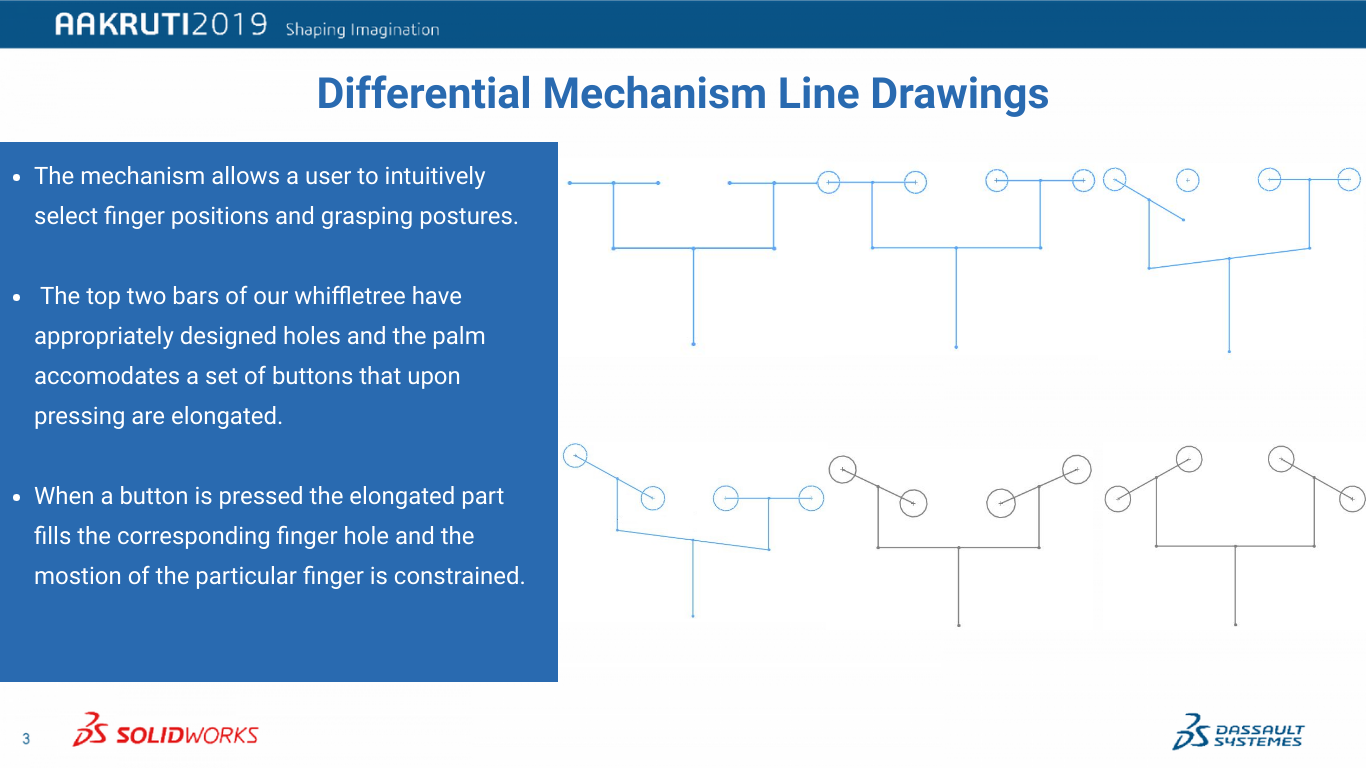 AAKRUTI2019 Shaping Imagination
Differential Mechanism Line Drawings
• The mechanism allows a user to intuitively
select finger positions and grasping postures.
• The top two bars of our whiffletree have
appropriately designed holes and the palm
accomodates a set of buttons that upon
pressing are elongated.
• When a button is pressed the elongated part
fills the corresponding finger hole and the
mostion of the particular finger is constrained.
3
SOLIDWORKS
DASSAULT
SYSTEMES